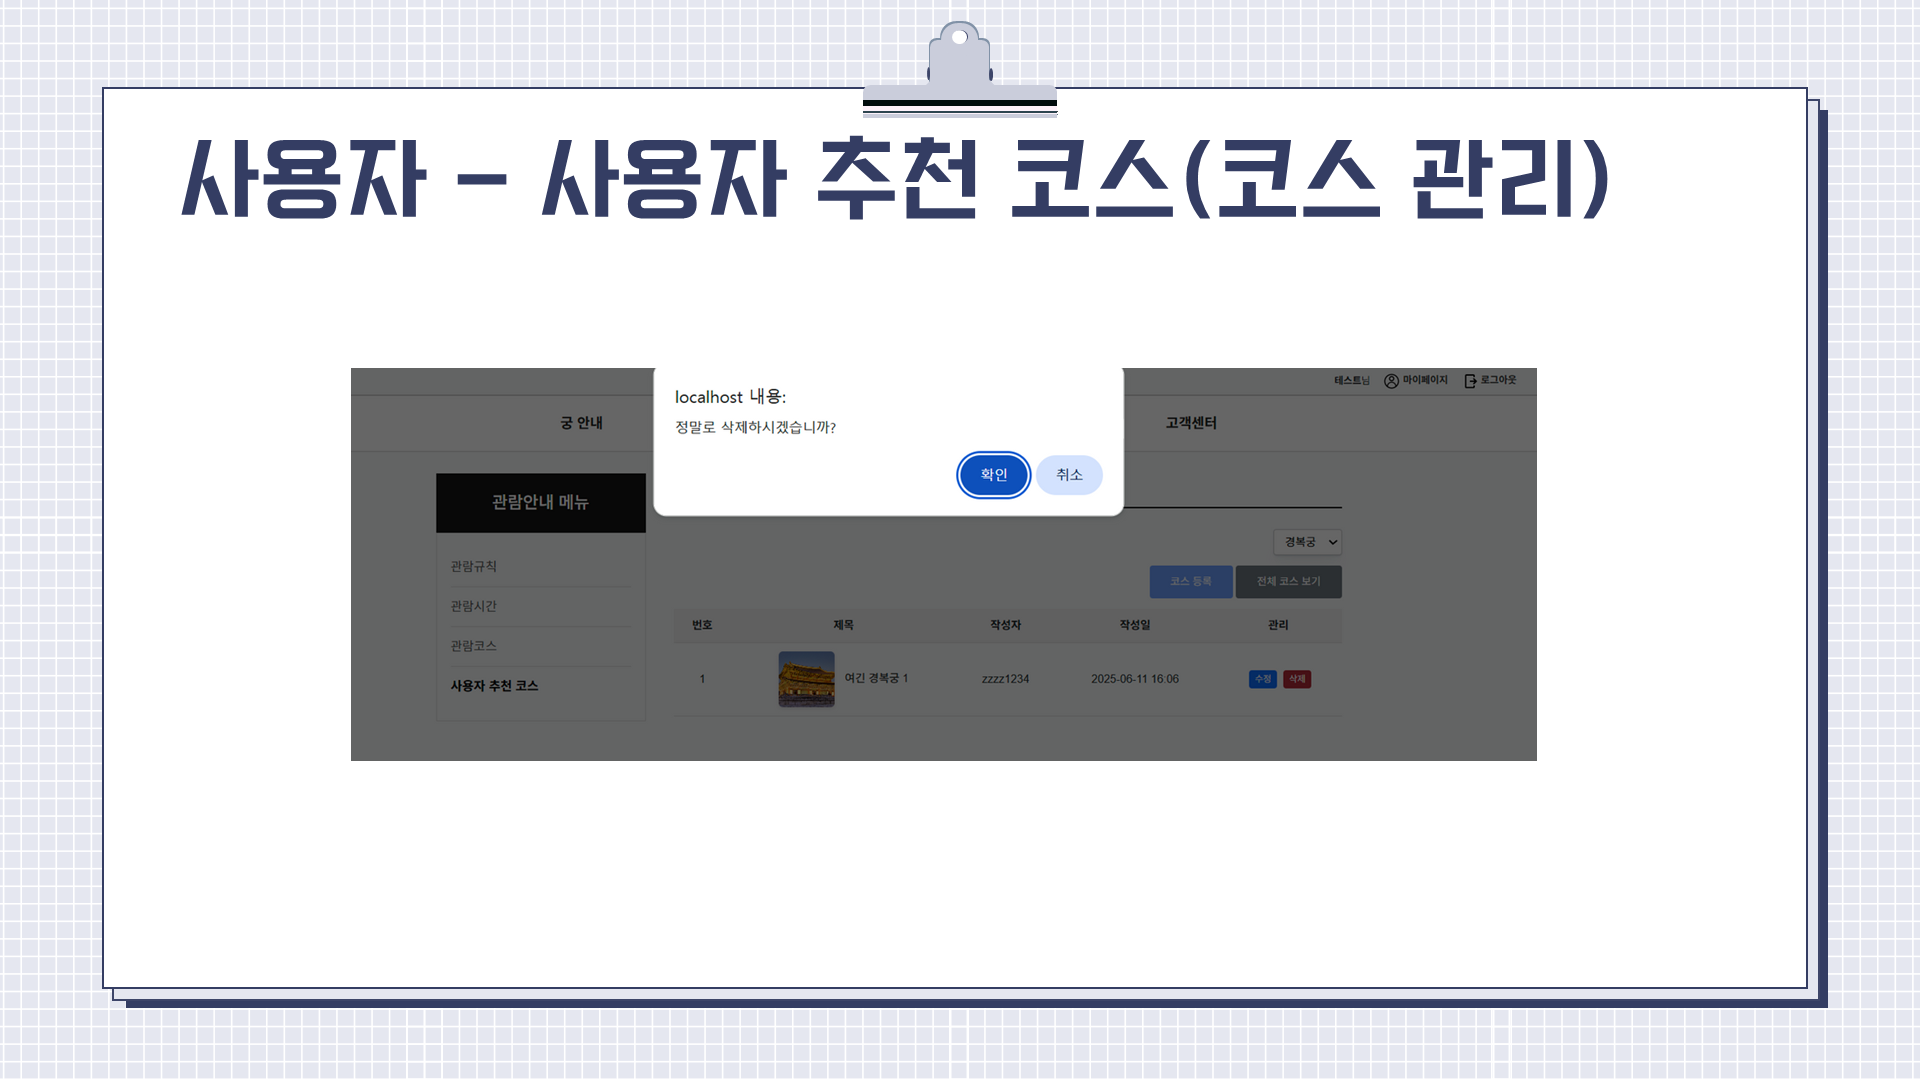 사용자 - 사용자 추천 코스(코스 관리)
테스트님 마이페이지 로그아웃
궁 안내 고객센터
localhost 내용:
정말로 삭제하시겠습니까?
확인 취소
관람안내 메뉴
관람규칙
관람시간
관람코스
사용자 추천 코스
경복궁
코스 등록 전체 코스 보기
번호 제목 작성자 작성일 관리
1 여긴 경복궁 1 zzzz1234 2025-06-11 16:06 수정 삭제